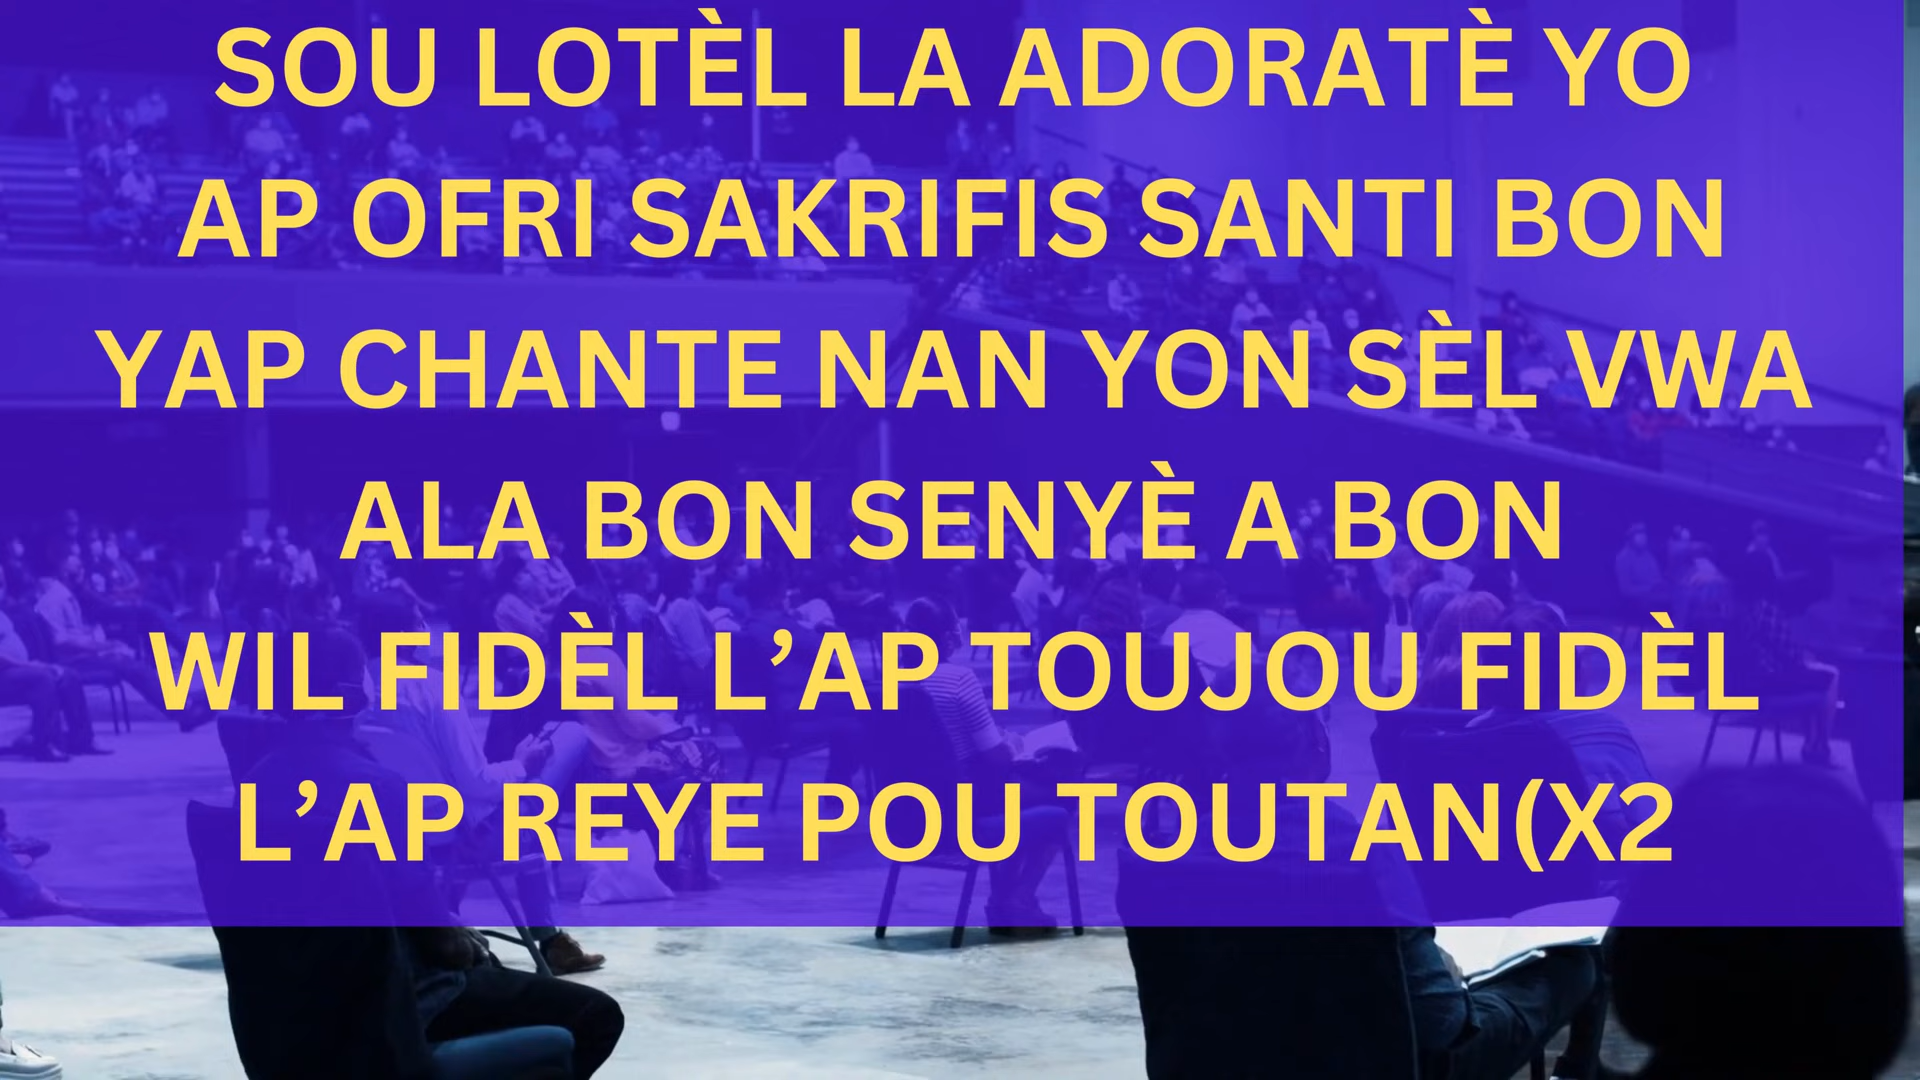 SOU LOTÈL LA ADORATÈ YO
AP OFRI SAKRIFIS SANTI BON
YAP CHANTE NAN YON SÈL VWA
ALA BON SENYÈ A BON
WIL FIDÈL L’AP TOUJOU FIDÈL
L’AP REYE POU TOUTAN(X2